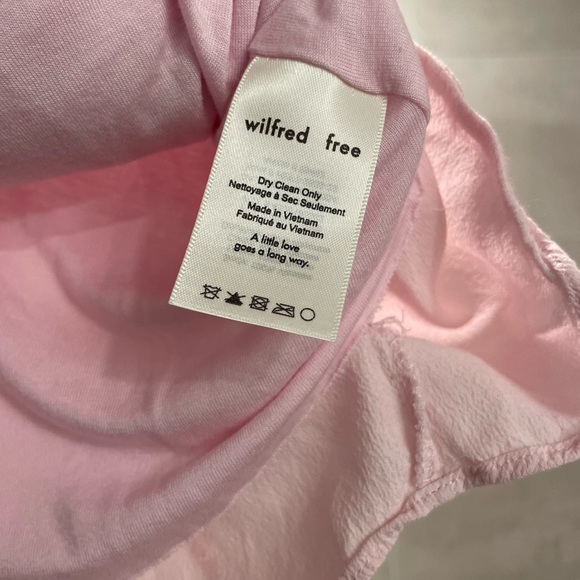 wilfred free
Dry Clean Only
Nettoyage à Sec Seulement
Made in Vietnam
Fabriqué au Vietnam
A little love
goes a long way.